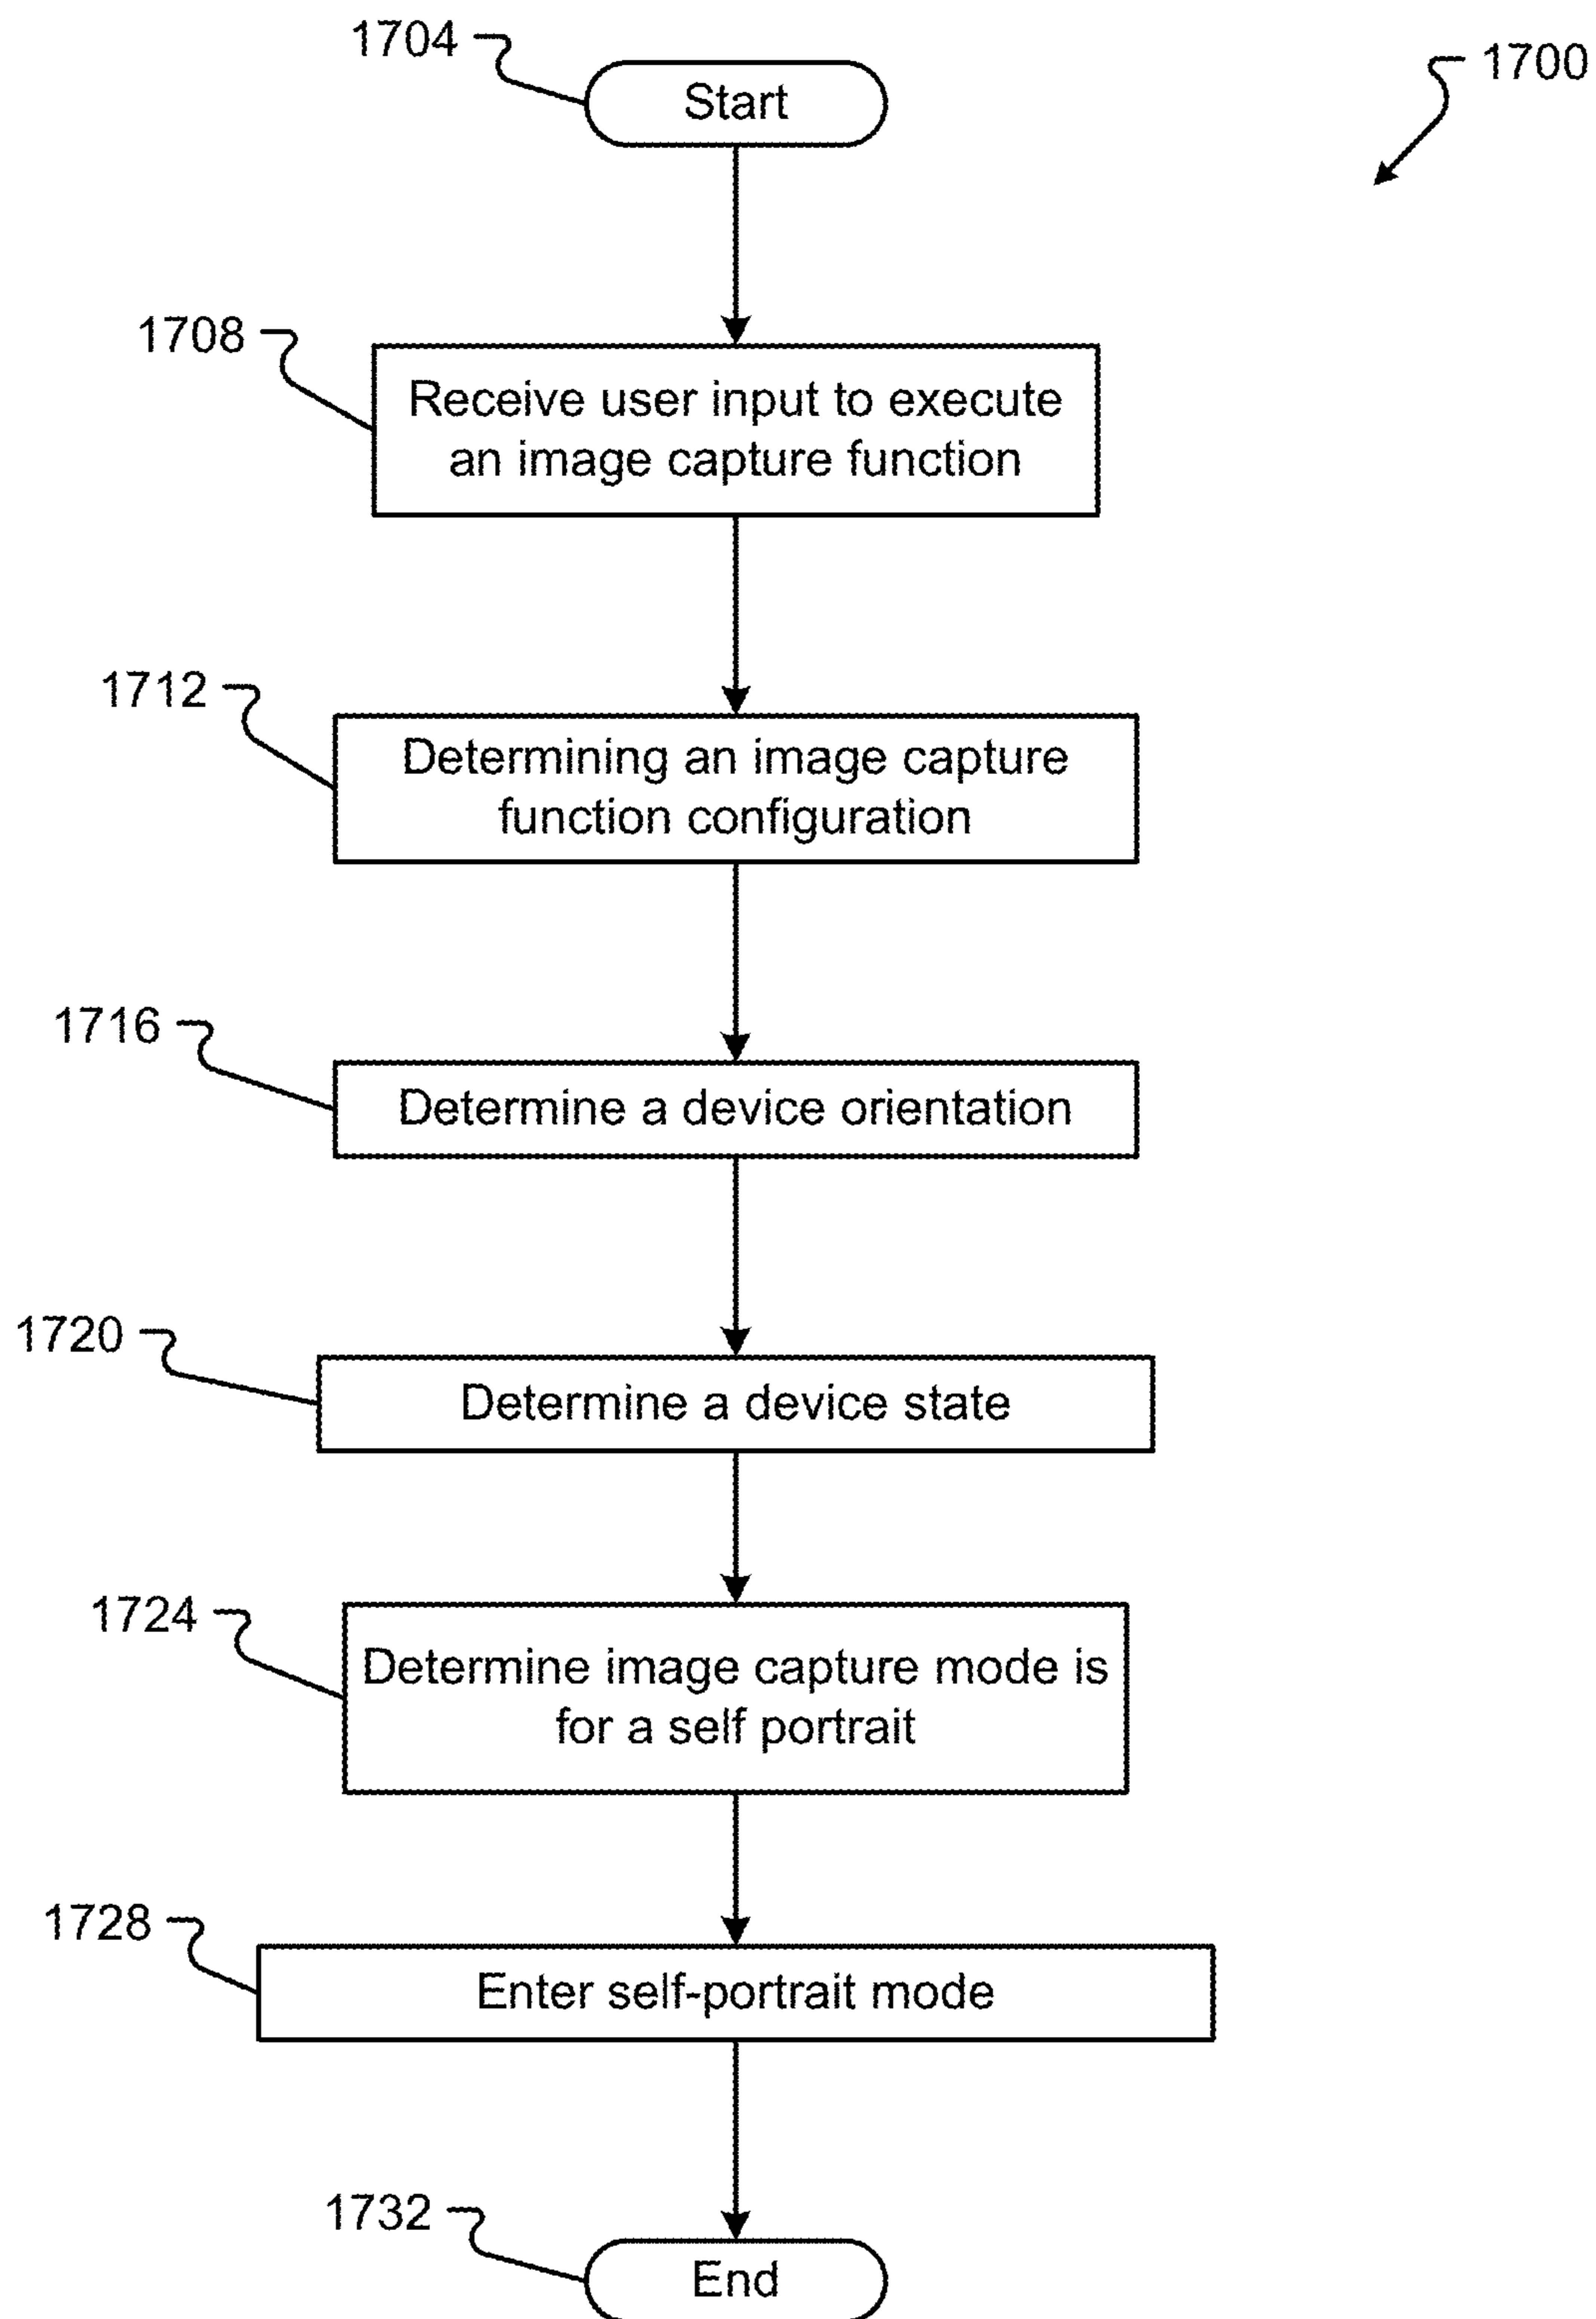 1704
Start
1700
1708
Receive user input to execute
an image capture function
1712
Determining an image capture
function configuration
1716
Determine a device orientation
1720
Determine a device state
1724
Determine image capture mode is
for a self portrait
1728
Enter self-portrait mode
1732
End